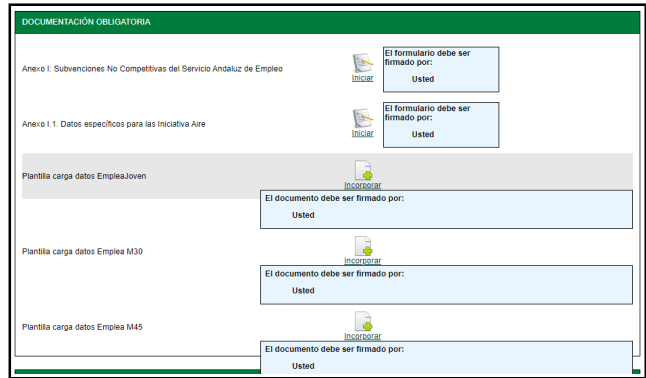 DOCUMENTACIÓN OBLIGATORIA
El formulario debe ser
firmado por:
Anexo I: Subvenciones No Competitivas del Servicio Andaluz de Empleo
Iniciar
Usted
El formulario debe ser
firmado por:
Anexo I.1. Datos específicos para las Iniciativa Aire
Iniciar
Usted
Plantilla carga datos EmpleaJoven
Incorporar
El documento debe ser firmado por:
Usted
Plantilla carga datos Emplea M30
Incorporar
El documento debe ser firmado por:
Usted
Plantilla carga datos Emplea M45
Incorporar
El documento debe ser firmado por:
Usted